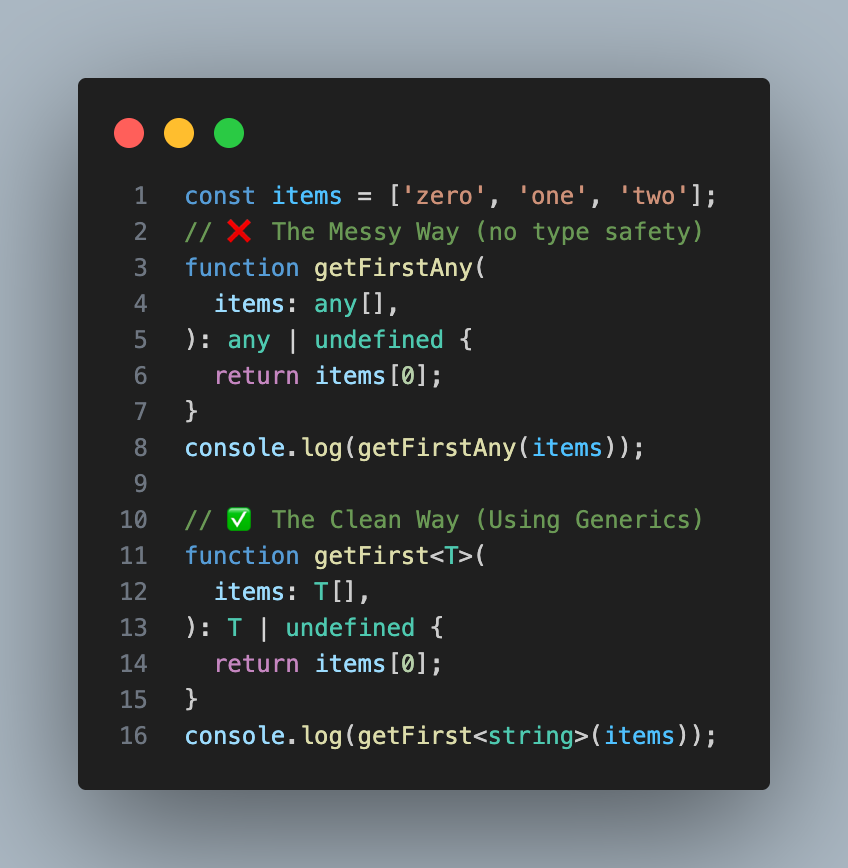 1 const items = ['zero', 'one', 'two'];
2 // ❌ The Messy Way (no type safety)
3 function getFirstAny(
4   items: any[],
5 ): any | undefined {
6   return items[0];
7 }
8 console.log(getFirstAny(items));
9
10 // ✅ The Clean Way (Using Generics)
11 function getFirst<T>(
12   items: T[],
13 ): T | undefined {
14   return items[0];
15 }
16 console.log(getFirst<string>(items));